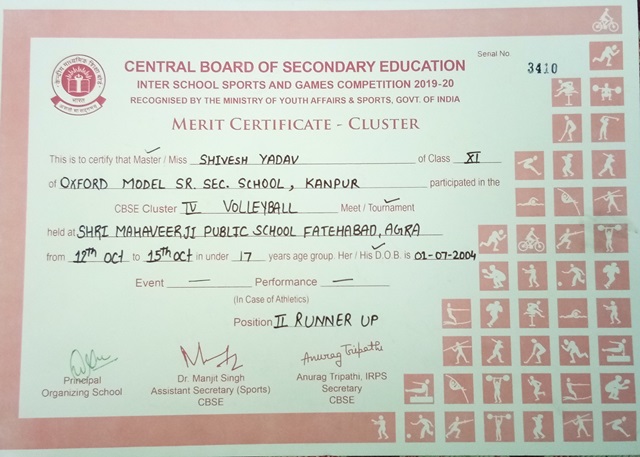 Serial No.
3410
CENTRAL BOARD OF SECONDARY EDUCATION
INTER SCHOOL SPORTS AND GAMES COMPETITION 2019-20
RECOGNISED BY THE MINISTRY OF YOUTH AFFAIRS & SPORTS, GOVT. OF INDIA
MERIT CERTIFICATE - CLUSTER
This is to certify that Master / Miss SHIVESH YADAV of Class XI
of OXFORD MODEL SR. SEC. SCHOOL, KANPUR participated in the
CBSE Cluster IV VOLLEYBALL Meet / Tournament
held at SHRI MAHAVEERJI PUBLIC SCHOOL FATEHABAD, AGRA
from 12th Oct to 15th Oct in under 17 years age group. Her / His D.O.B. is 01-07-2004
Event — Performance —
(In Case of Athletics)
Position II RUNNER UP
Anurag Tripathi
Principal
Organizing School
Dr. Manjit Singh
Assistant Secretary (Sports)
CBSE
Anurag Tripathi, IRPS
Secretary
CBSE